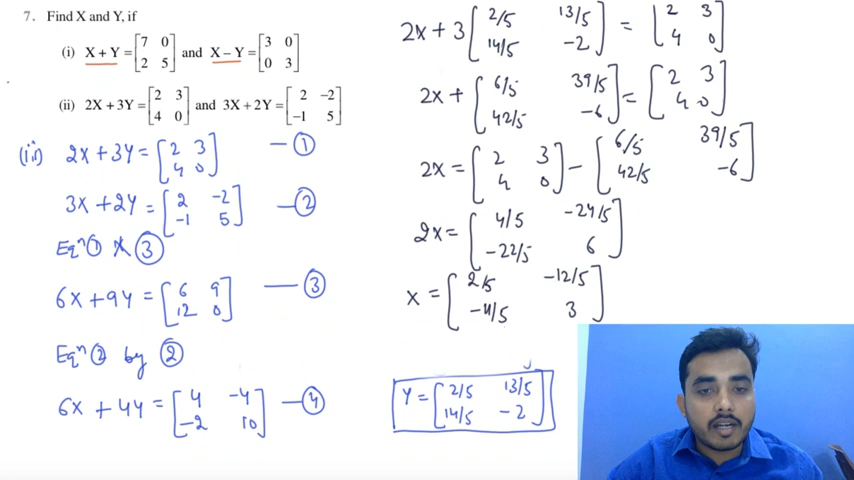 7. Find X and Y, if
(i) X + Y = [7 0; 2 5] and X – Y = [3 0; 0 3]
(ii) 2X + 3Y = [2 3; 4 0] and 3X + 2Y = [2 –2; –1 5]
(ii) 2X + 3Y = [2 3; 4 0] — ①
3X + 2Y = [2 -2; -1 5] — ②
Eqⁿ ① × ③
6X + 9Y = [6 9; 12 0] — ③
Eqⁿ ② by ②
6X + 4Y = [4 -4; -2 10] — ④
2X + 3 [2/5 13/5; 14/5 -2] = [2 3; 4 0]
2X + [6/5 39/5; 42/5 -6] = [2 3; 4 0]
2X = [2 3; 4 0] - [6/5 39/5; 42/5 -6]
2X = [4/5 -24/5; -22/5 6]
X = [2/5 -12/5; -11/5 3]
Y = [2/5 13/5; 14/5 -2]